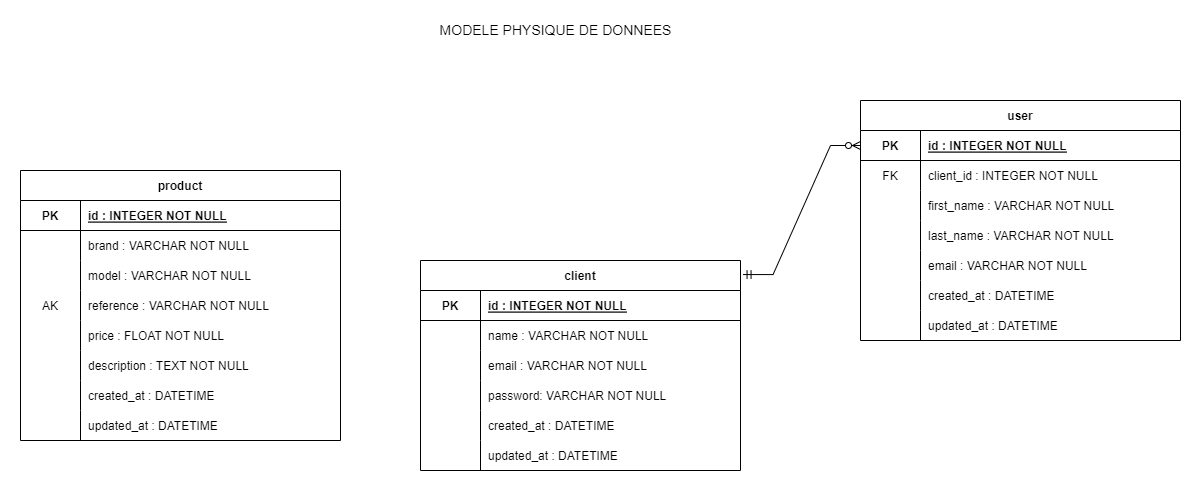 MODELE PHYSIQUE DE DONNEES
product
PK id : INTEGER NOT NULL
brand : VARCHAR NOT NULL
model : VARCHAR NOT NULL
AK reference : VARCHAR NOT NULL
price : FLOAT NOT NULL
description : TEXT NOT NULL
created_at : DATETIME
updated_at : DATETIME
client
PK id : INTEGER NOT NULL
name : VARCHAR NOT NULL
email : VARCHAR NOT NULL
password: VARCHAR NOT NULL
created_at : DATETIME
updated_at : DATETIME
user
PK id : INTEGER NOT NULL
FK client_id : INTEGER NOT NULL
first_name : VARCHAR NOT NULL
last_name : VARCHAR NOT NULL
email : VARCHAR NOT NULL
created_at : DATETIME
updated_at : DATETIME